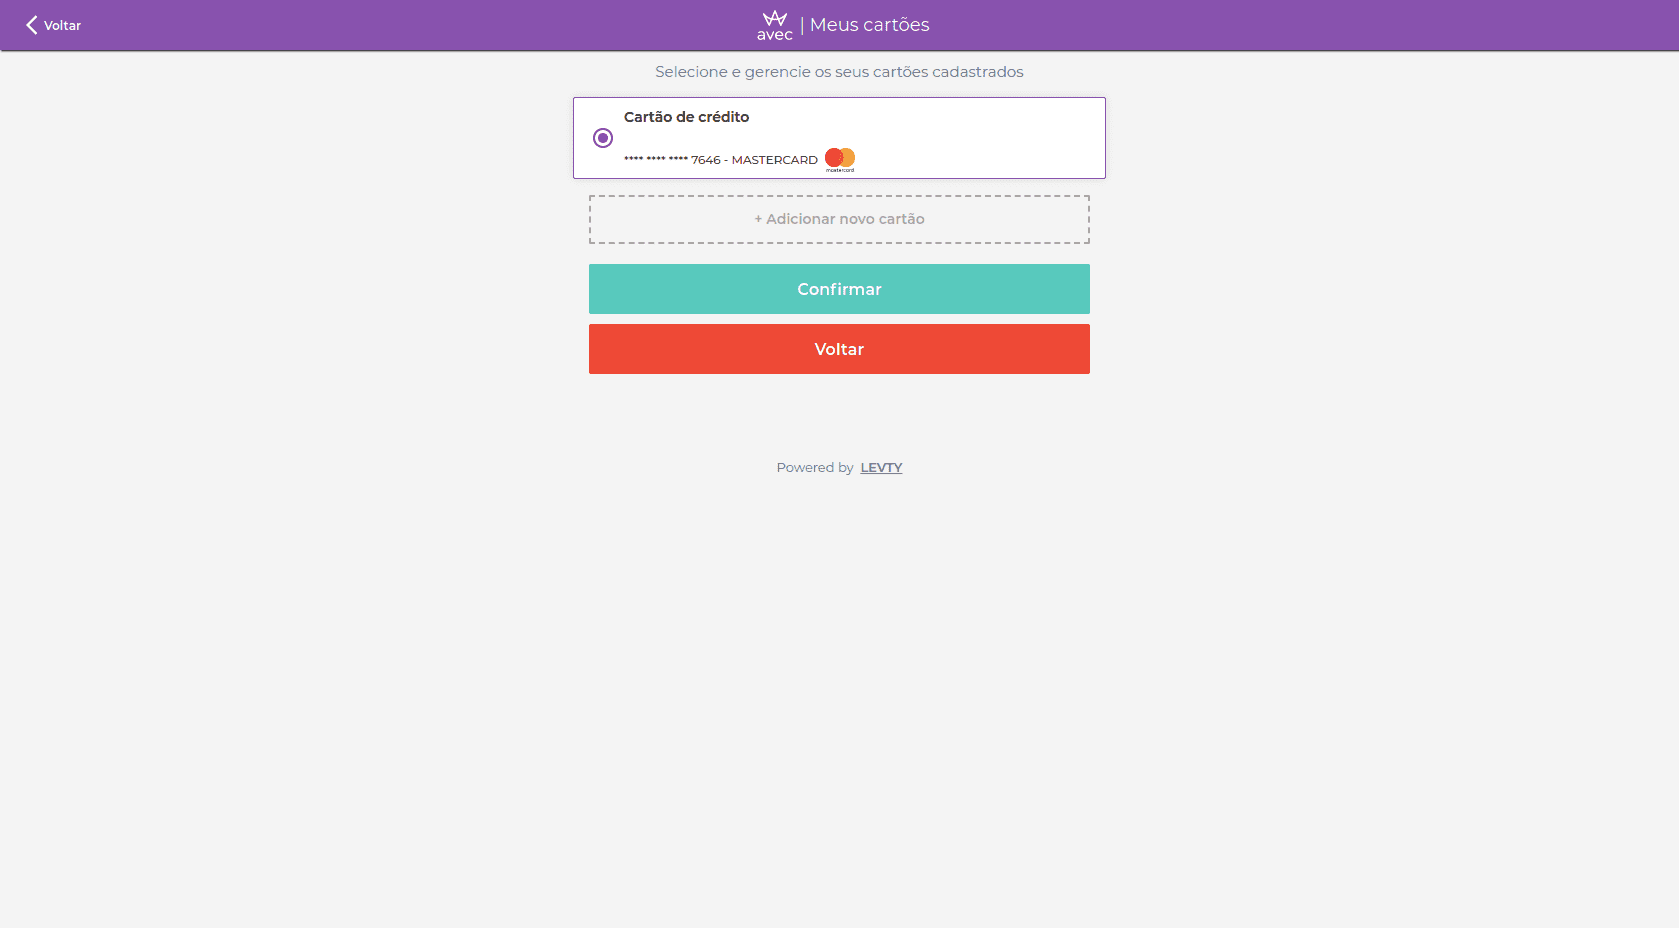 Voltar
avec | Meus cartões
Selecione e gerencie os seus cartões cadastrados
Cartão de crédito
**** **** **** 7646 - MASTERCARD mastercard
+ Adicionar novo cartão
Confirmar
Voltar
Powered by LEVTY